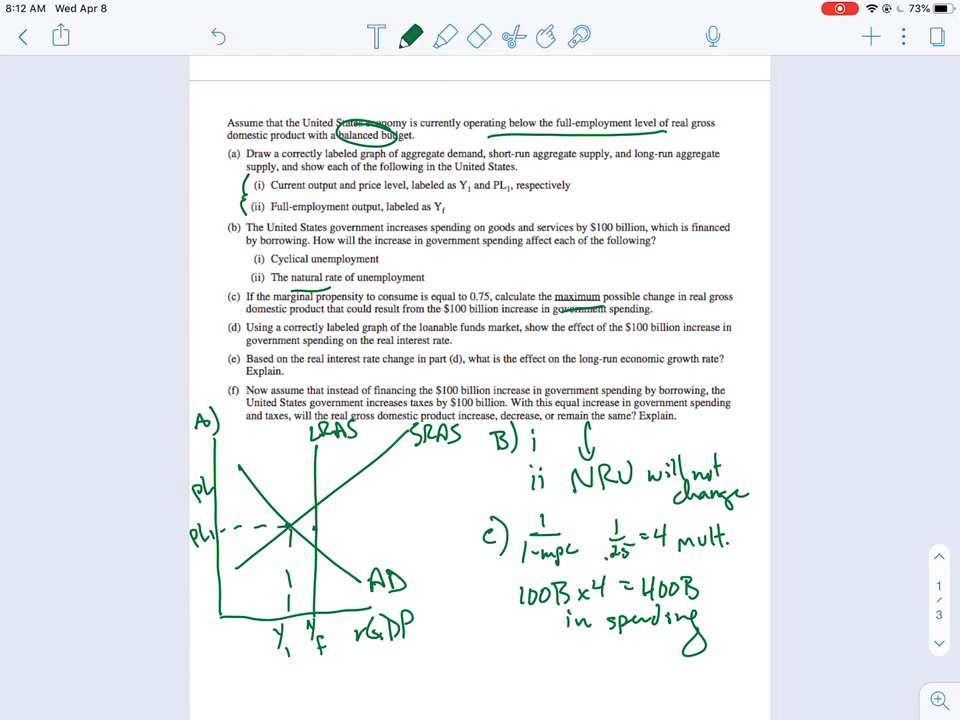 8:12 AM Wed Apr 8
73%
Assume that the United States economy is currently operating below the full-employment level of real gross
domestic product with a balanced budget.
(a) Draw a correctly labeled graph of aggregate demand, short-run aggregate supply, and long-run aggregate
supply, and show each of the following in the United States.
(i) Current output and price level, labeled as Y1 and PL1, respectively
(ii) Full-employment output, labeled as Yf
(b) The United States government increases spending on goods and services by $100 billion, which is financed
by borrowing. How will the increase in government spending affect each of the following?
(i) Cyclical unemployment
(ii) The natural rate of unemployment
(c) If the marginal propensity to consume is equal to 0.75, calculate the maximum possible change in real gross
domestic product that could result from the $100 billion increase in government spending.
(d) Using a correctly labeled graph of the loanable funds market, show the effect of the $100 billion increase in
government spending on the real interest rate.
(e) Based on the real interest rate change in part (d), what is the effect on the long-run economic growth rate?
Explain.
(f) Now assume that instead of financing the $100 billion increase in government spending by borrowing, the
United States government increases taxes by $100 billion. With this equal increase in government spending
and taxes, will the real gross domestic product increase, decrease, or remain the same? Explain.
A)
LRAS
SRAS
PL
PL1
AD
Y1
Yf
rGDP
B) i ↓
ii NRU will not
change
C) 1/1-mpc 1/.25 = 4 mult.
100B x 4 = 400B
in spending
1
/
3